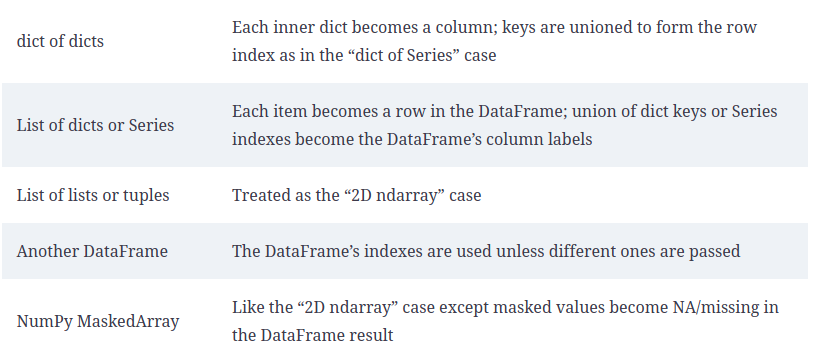 dict of dicts
Each inner dict becomes a column; keys are unioned to form the row
index as in the “dict of Series” case
List of dicts or Series
Each item becomes a row in the DataFrame; union of dict keys or Series
indexes become the DataFrame’s column labels
List of lists or tuples
Treated as the “2D ndarray” case
Another DataFrame
The DataFrame’s indexes are used unless different ones are passed
NumPy MaskedArray
Like the “2D ndarray” case except masked values become NA/missing in
the DataFrame result